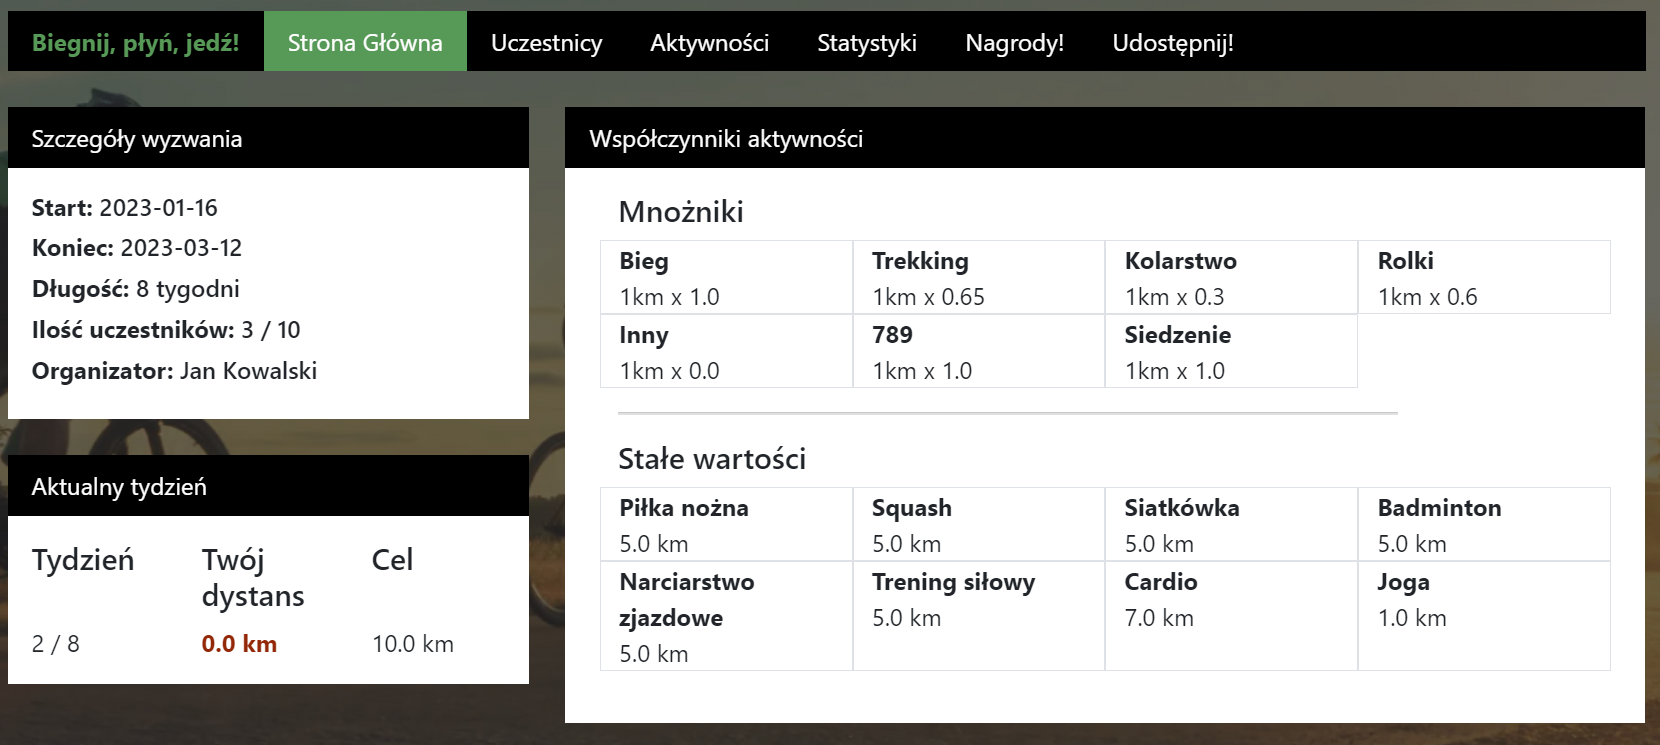 Biegnij, płyń, jedź! Strona Główna Uczestnicy Aktywności Statystyki Nagrody! Udostępnij!
Szczegóły wyzwania
Start: 2023-01-16
Koniec: 2023-03-12
Długość: 8 tygodni
Ilość uczestników: 3 / 10
Organizator: Jan Kowalski
Aktualny tydzień
Tydzień Twój dystans Cel
2 / 8 0.0 km 10.0 km
Współczynniki aktywności
Mnożniki
Bieg Trekking Kolarstwo Rolki
1km x 1.0 1km x 0.65 1km x 0.3 1km x 0.6
Inny 789 Siedzenie
1km x 0.0 1km x 1.0 1km x 1.0
Stałe wartości
Piłka nożna Squash Siatkówka Badminton
5.0 km 5.0 km 5.0 km 5.0 km
Narciarstwo zjazdowe Trening siłowy Cardio Joga
5.0 km 5.0 km 7.0 km 1.0 km